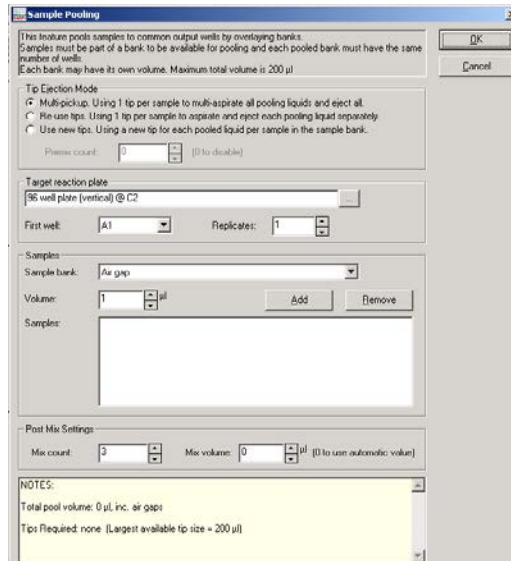 Sample Pooling
This feature pools samples to common output wells by overlaying banks.
Samples must be part of a bank to be available for pooling and each pooled bank must have the same
number of wells.
Each bank may have its own volume. Maximum total volume is 200 µl
OK
Cancel
Tip Ejection Mode
Multi-pickup. Using 1 tip per sample to multi-aspirate all pooling liquids and eject all.
Re-use tips. Using 1 tip per sample to aspirate and eject each pooling liquid separately.
Use new tips. Using a new tip for each pooled liquid per sample in the sample bank.
Premix count: 0 (0 to disable)
Target reaction plate
96 well plate (vertical) @ C2 ...
First well: A1 Replicates: 1
Samples
Sample bank: Air gap
Volume: 1 µl Add Remove
Samples:
Post Mix Settings
Mix count: 3 Mix volume: 0 µl (0 to use automatic value)
NOTES:
Total pool volume: 0 µl, inc. air gaps
Tips Required: none (Largest available tip size = 200 µl)